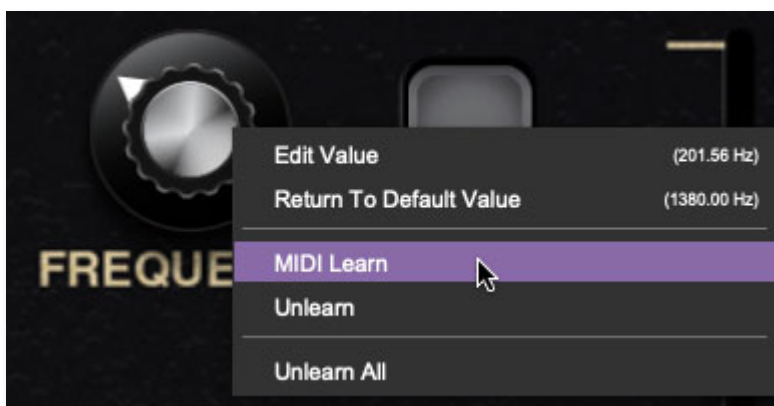 Edit Value (201.56 Hz)
Return To Default Value (1380.00 Hz)
FREQUE
MIDI Learn
Unlearn
Unlearn All